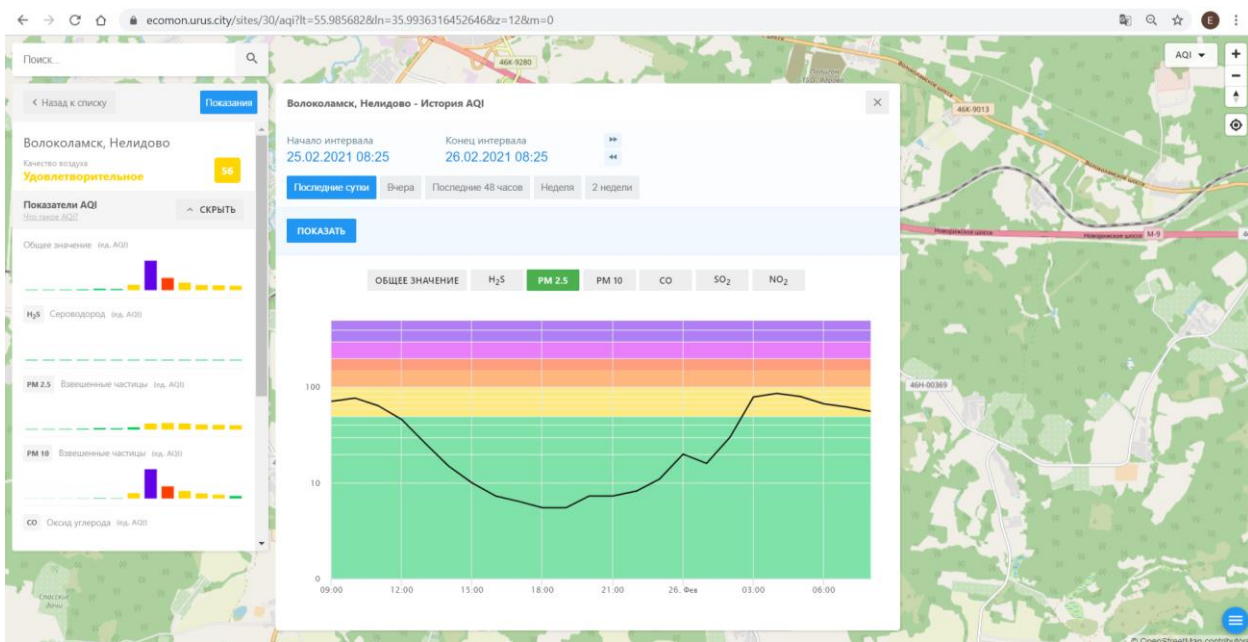 ecomon.urus.city/sites/30/aqi?lt=55.985682&ln=35.9936316452646&z=12&m=0
E
Поиск...
46К-9280
AQI
+
−
Назад к списку
Показания
Волоколамск, Нелидово - История AQI
46К-9013
Волоколамск, Нелидово
Качество воздуха
Удовлетворительное
56
Начало интервала
Конец интервала
25.02.2021 08:25
26.02.2021 08:25
Последние сутки
Вчера
Последние 48 часов
Неделя
2 недели
Показатели AQI
Что такое AQI?
СКРЫТЬ
ПОКАЗАТЬ
Новорижское шоссе
Новорижское шоссе
М-9
Общее значение (ед. AQI)
ОБЩЕЕ ЗНАЧЕНИЕ
H2S
PM 2.5
PM 10
CO
SO2
NO2
H2S Сероводород (ед. AQI)
PM 2.5 Взвешенные частицы (ед. AQI)
100
46Н-00369
PM 10 Взвешенные частицы (ед. AQI)
10
CO Оксид углерода (ед. AQI)
0
09:00
12:00
15:00
18:00
21:00
26. Фев
03:00
06:00
© OpenStreetMap contributors